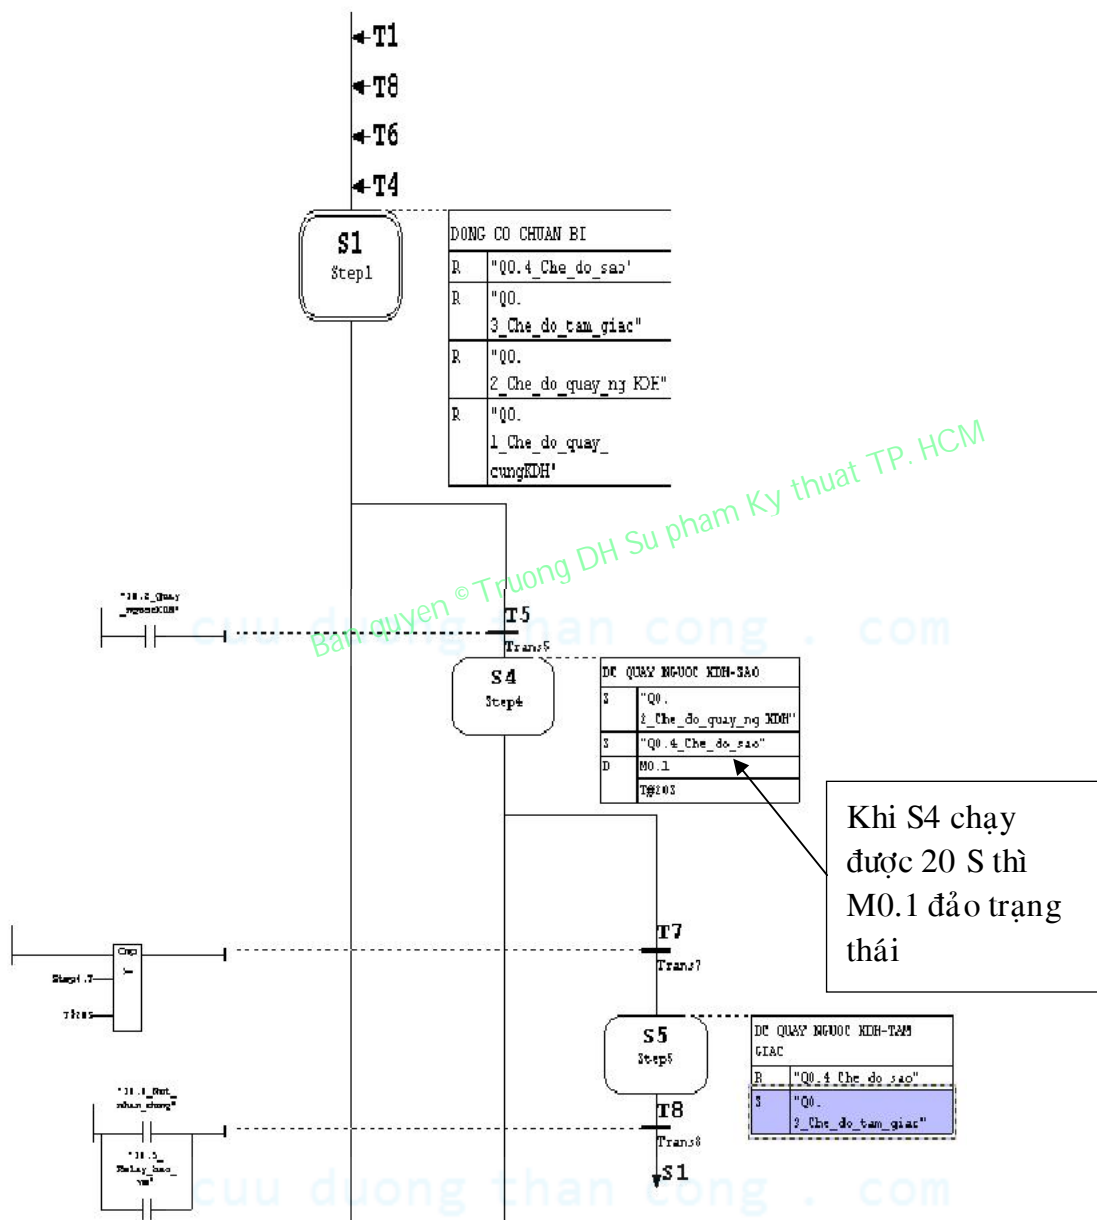 T1
T8
T6
T4
S1
Step1
DONG CO CHUAN BI
R "Q0.4_Che_do_sao'
R "Q0.
3_Che_do_tam_giac"
R "Q0.
2_Che_do_quay_ng KDH"
R "Q0.
1_Che_do_quay_
cungKDH'
Ban quyen © Truong DH Su pham Ky thuat TP. HCM
cuu duong than cong . com
T5
Trans5
S4
Step4
DC QUAY NGUOC KDH-SAO
S "Q0.
2_Che_do_quay_ng KDH"
S "Q0.4_Che_do_sao"
D M0.1
T#20S
Khi S4 chạy
được 20 S thì
M0.1 đảo trạng
thái
T7
Trans7
Cmp
>=
Step4.T
T#20S
S5
Step5
DC QUAY NGUOC KDH-TAM
GIAC
R "Q0.4_Che_do_sao"
S "Q0.
3_Che_do_tam_giac"
T8
Trans8
S1
cuu duong than cong . com